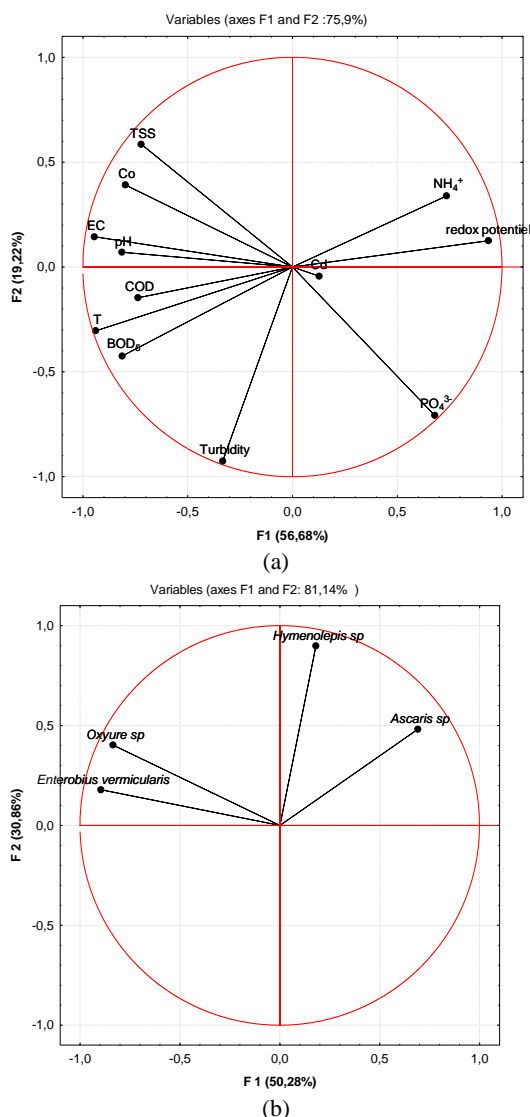 Variables (axes F1 and F2 :75,9%)
1,0
TSS
0,5
Co
NH₄⁺
EC
redox potentiel
pH
0,0
Cd
COD
T
BOD₅
-0,5
PO₄³⁻
Turbidity
-1,0
-1,0 -0,5 0,0 0,5 1,0
F2 (19,22%)
F1 (56,68%)
(a)
Variables (axes F1 and F2: 81,14% )
1,0
Hymenolepis sp
Ascaris sp
0,5
Oxyure sp
Enterobius vermicularis
0,0
-0,5
-1,0
-1,0 -0,5 0,0 0,5 1,0
F 2 (30,86%)
F 1 (50,28%)
(b)